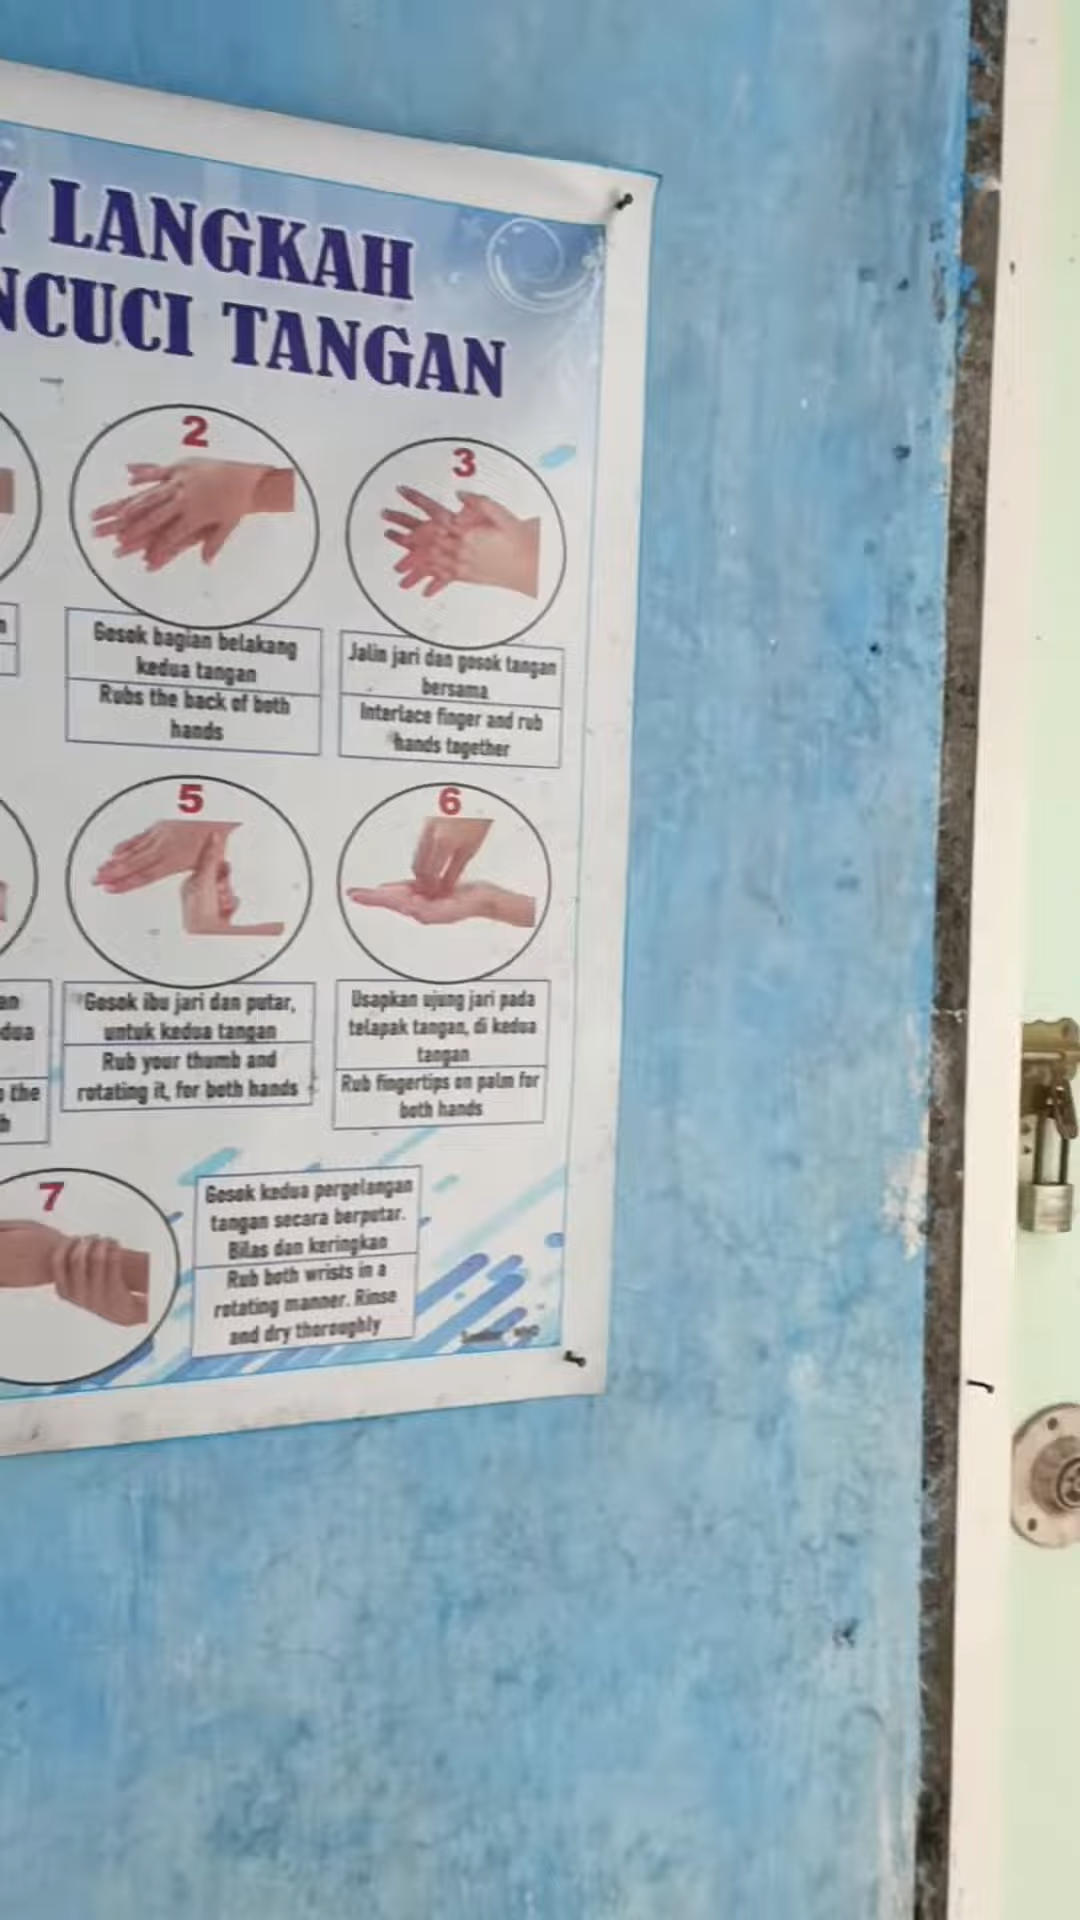 7 LANGKAH
NCUCI TANGAN
2
3
n
Gosok bagian belakang
kedua tangan
Rubs the back of both
hands
Jalin jari dan gosok tangan
bersama
Interlace finger and rub
hands together
5
6
an
dua
the
h
Gosok ibu jari dan putar,
untuk kedua tangan
Rub your thumb and
rotating it, for both hands
Usapkan ujung jari pada
telapak tangan, di kedua
tangan
Rub fingertips on palm for
both hands
7
Gosok kedua pergelangan
tangan secara berputar.
Bilas dan keringkan
Rub both wrists in a
rotating manner. Rinse
and dry thoroughly